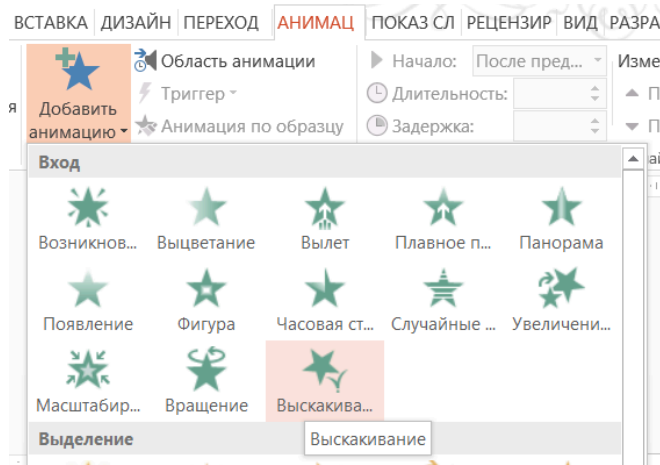 ВСТАВКА ДИЗАЙН ПЕРЕХОД АНИМАЦ ПОКАЗ СЛ РЕЦЕНЗИР ВИД РАЗРА
Область анимации
Начало: После пред... Изме
Триггер
Длительность: П
я Добавить анимацию
Анимация по образцу
Задержка: П
Вход
Возникнов... Выцветание Вылет Плавное п... Панорама
Появление Фигура Часовая ст... Случайные ... Увеличени...
Масштабир... Вращение Выскакива...
Выделение Выскакивание